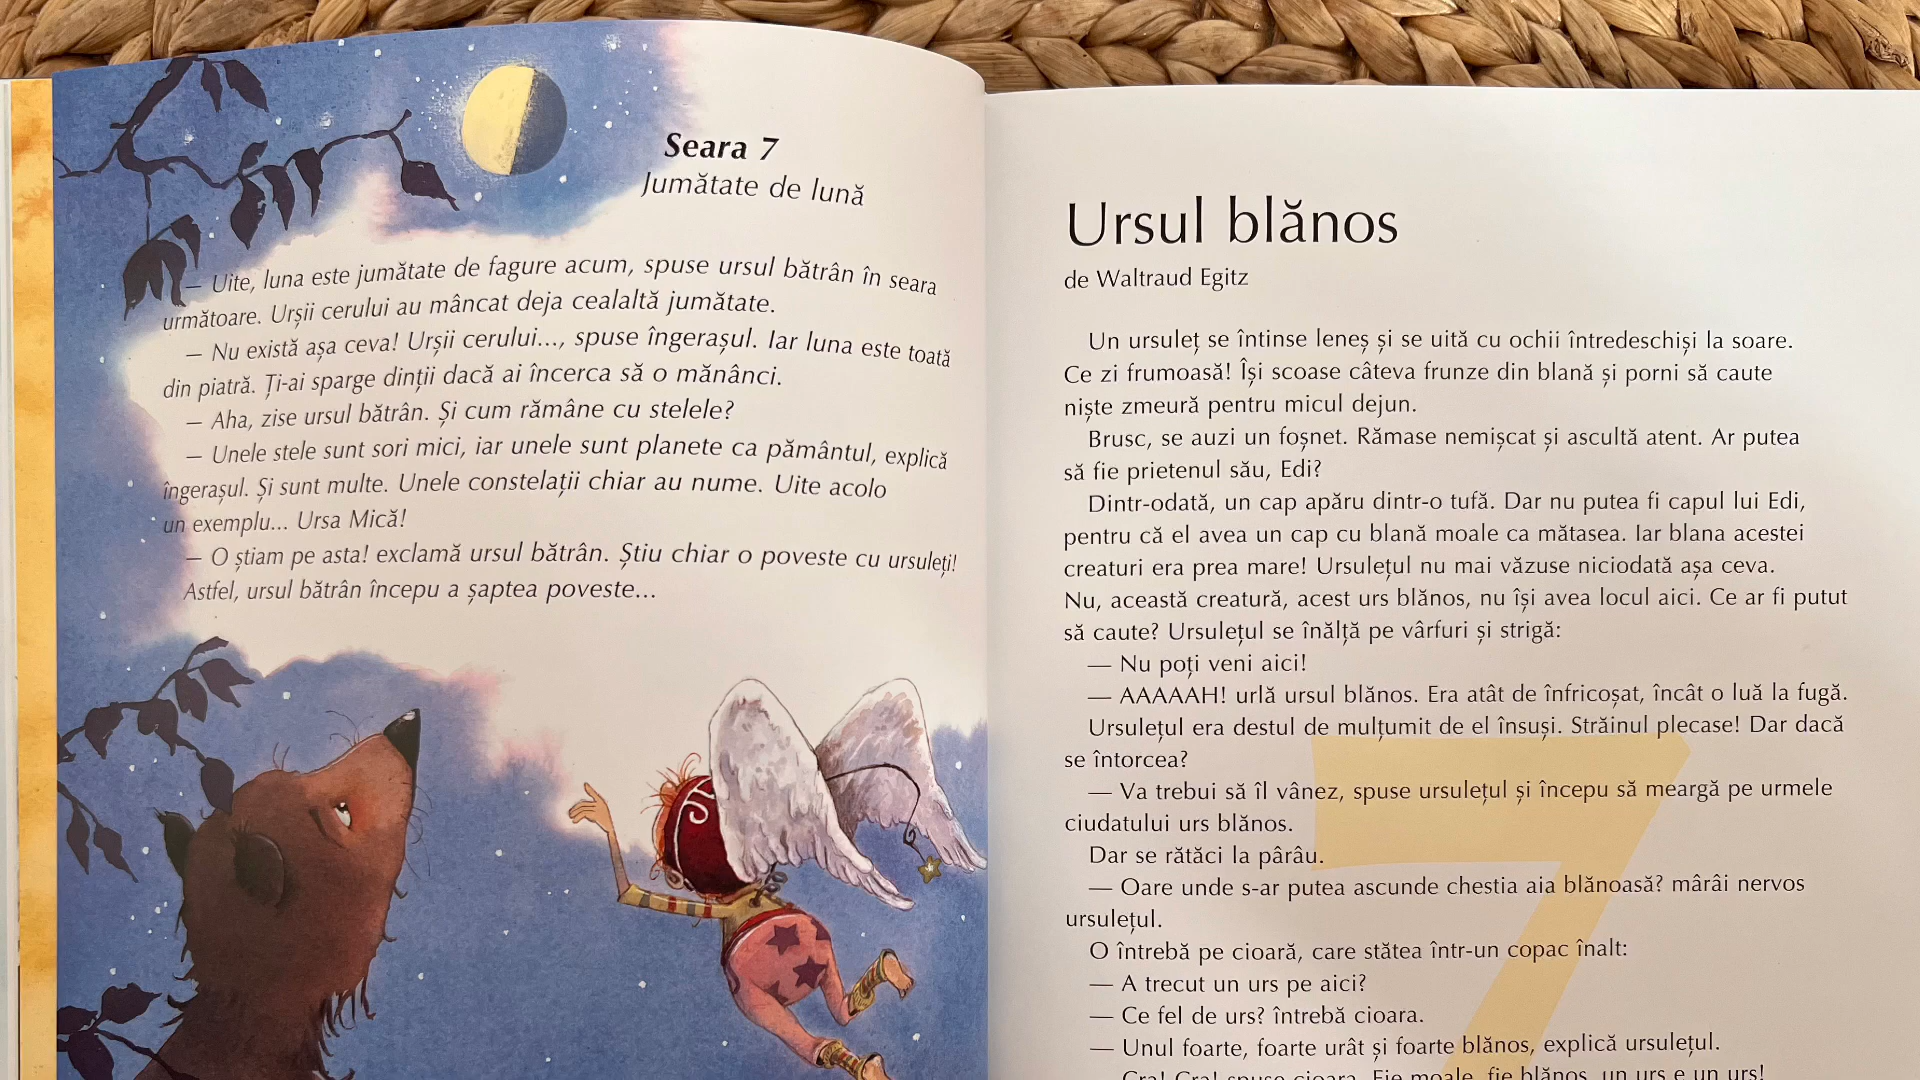 Seara 7
Jumătate de lună
— Uite, luna este jumătate de fagure acum, spuse ursul bătrân în seara
următoare. Urșii cerului au mâncat deja cealaltă jumătate.
— Nu există așa ceva! Urșii cerului..., spuse îngerașul. Iar luna este toată
din piatră. Ți-ai sparge dinții dacă ai încerca să o mănânci.
— Aha, zise ursul bătrân. Și cum rămâne cu stelele?
— Unele stele sunt sori mici, iar unele sunt planete ca pământul, explică
îngerașul. Și sunt multe. Unele constelații chiar au nume. Uite acolo
un exemplu... Ursa Mică!
— O știam pe asta! exclamă ursul bătrân. Știu chiar o poveste cu ursuleți!
Astfel, ursul bătrân începu a șaptea poveste...
Ursul blănos
de Waltraud Egitz
Un ursuleț se întinse leneș și se uită cu ochii întredeschiși la soare.
Ce zi frumoasă! Își scoase câteva frunze din blană și porni să caute
niște zmeură pentru micul dejun.
Brusc, se auzi un foșnet. Rămase nemișcat și ascultă atent. Ar putea
să fie prietenul său, Edi?
Dintr-odată, un cap apăru dintr-o tufă. Dar nu putea fi capul lui Edi,
pentru că el avea un cap cu blană moale ca mătasea. Iar blana acestei
creaturi era prea mare! Ursulețul nu mai văzuse niciodată așa ceva.
Nu, această creatură, acest urs blănos, nu își avea locul aici. Ce ar fi putut
să caute? Ursulețul se înălță pe vârfuri și strigă:
— Nu poți veni aici!
— AAAAAH! urlă ursul blănos. Era atât de înfricoșat, încât o luă la fugă.
Ursulețul era destul de mulțumit de el însuși. Străinul plecase! Dar dacă
se întorcea?
— Va trebui să îl vânez, spuse ursulețul și începu să meargă pe urmele
ciudatului urs blănos.
Dar se rătăci la pârâu.
— Oare unde s-ar putea ascunde chestia aia blănoasă? mârâi nervos
ursulețul.
O întrebă pe cioară, care stătea într-un copac înalt:
— A trecut un urs pe aici?
— Ce fel de urs? întrebă cioara.
— Unul foarte, foarte urât și foarte blănos, explică ursulețul.
— Cra! Cra! spuse cioara. Fie moale, fie blănos, un urs e un urs!
7